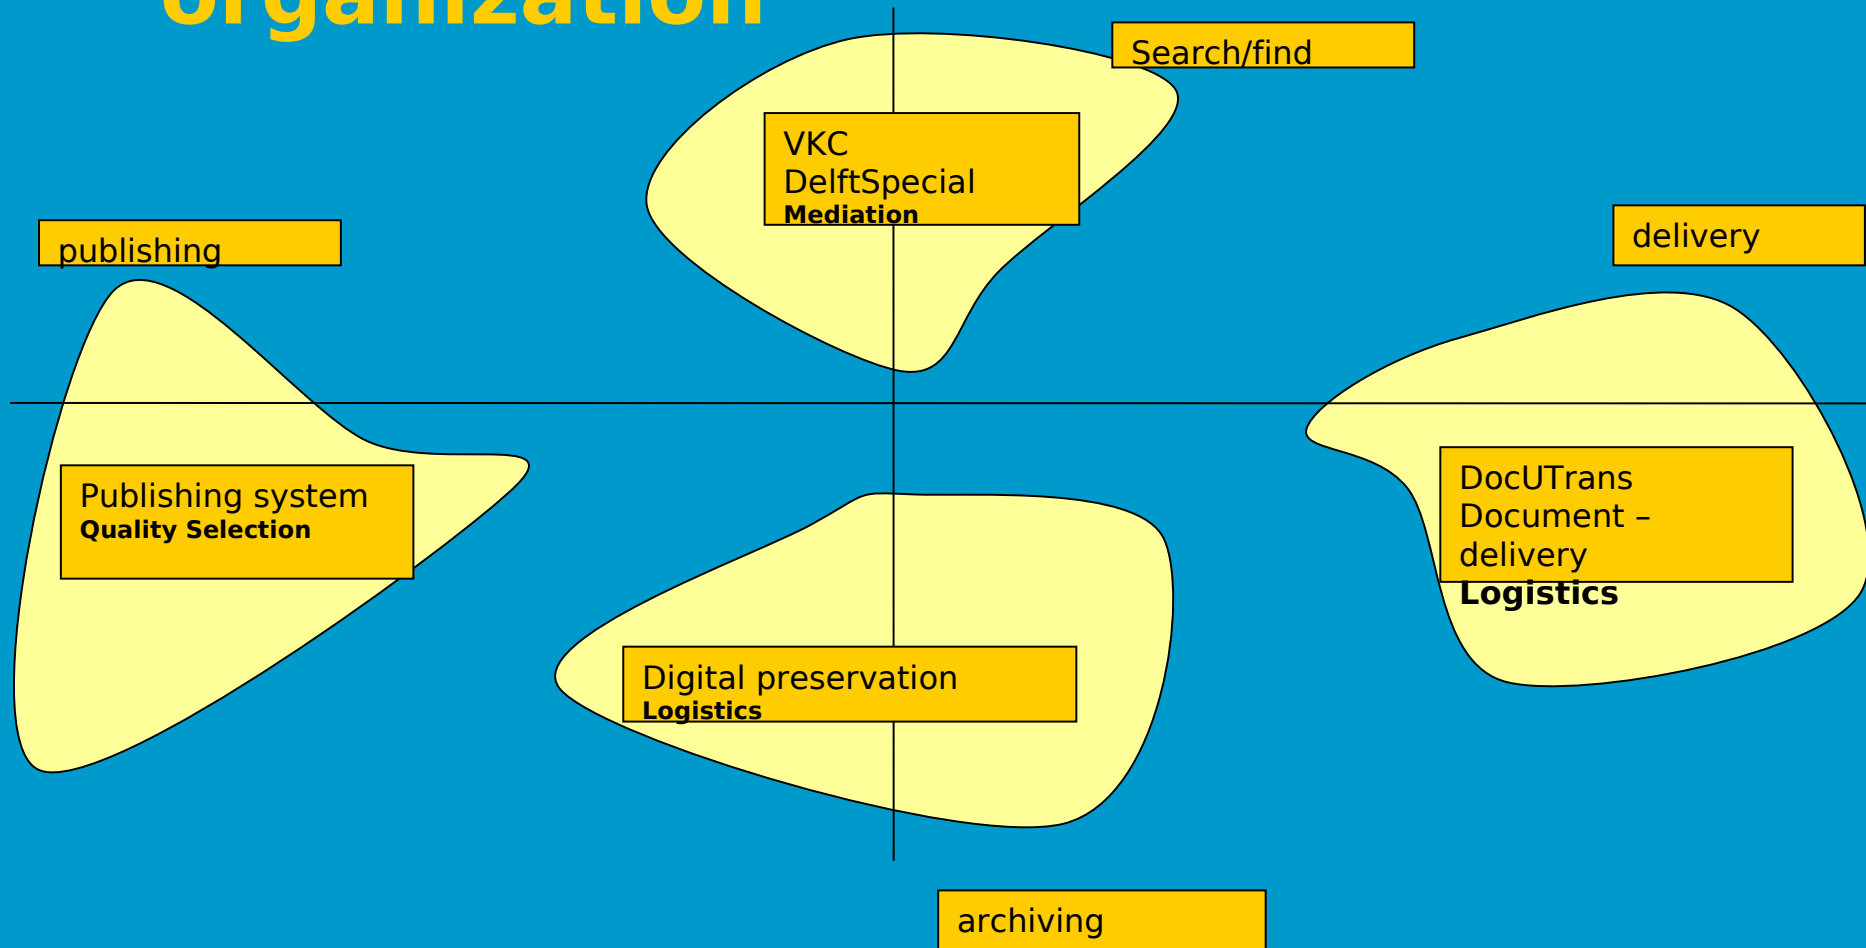 organization
Search/find
VKC
DelftSpecial
Mediation
publishing
delivery
Publishing system
Quality Selection
DocUTrans
Document –
delivery
Logistics
Digital preservation
Logistics
archiving